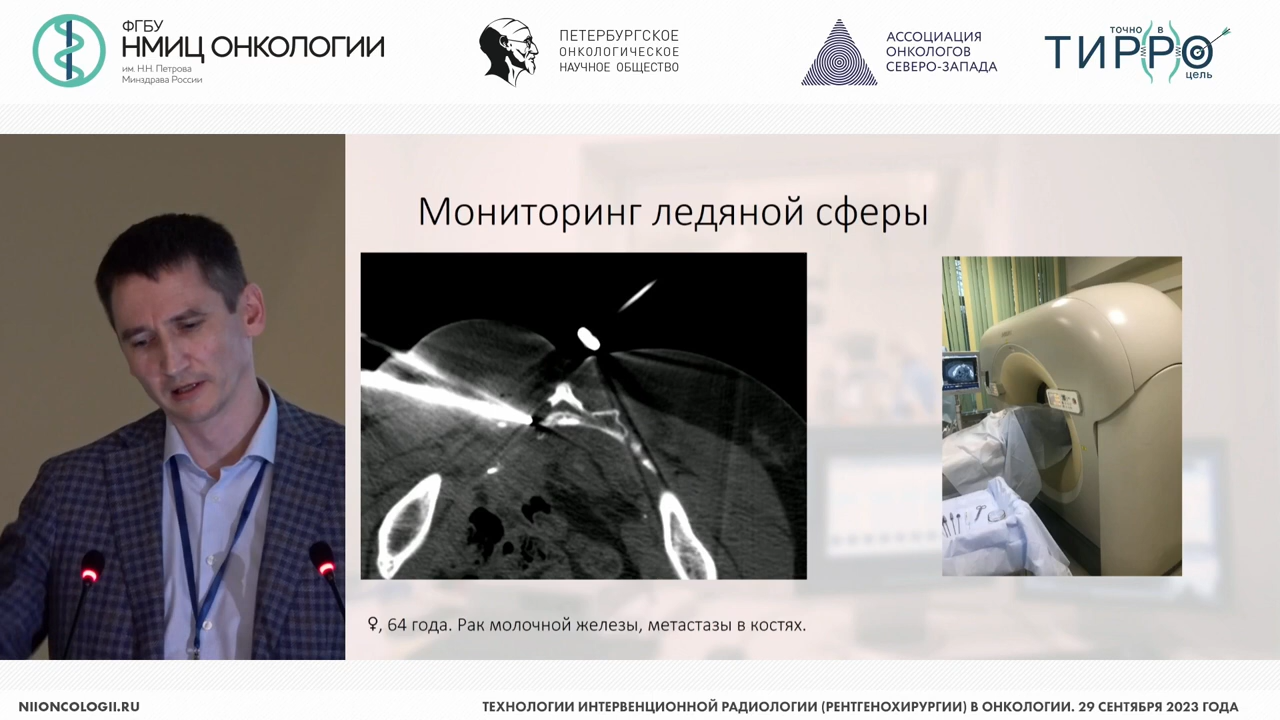 ФГБУ
НМИЦ ОНКОЛОГИИ
им. Н.Н. Петрова
Минздрава России
ПЕТЕРБУРГСКОЕ
ОНКОЛОГИЧЕСКОЕ
НАУЧНОЕ ОБЩЕСТВО
АССОЦИАЦИЯ
ОНКОЛОГОВ
СЕВЕРО-ЗАПАДА
ТОЧНО В
ТИРРО
цель
Мониторинг ледяной сферы
♀, 64 года. Рак молочной железы, метастазы в костях.
NIIONCOLOGII.RU
ТЕХНОЛОГИИ ИНТЕРВЕНЦИОННОЙ РАДИОЛОГИИ (РЕНТГЕНОХИРУРГИИ) В ОНКОЛОГИИ. 29 СЕНТЯБРЯ 2023 ГОДА